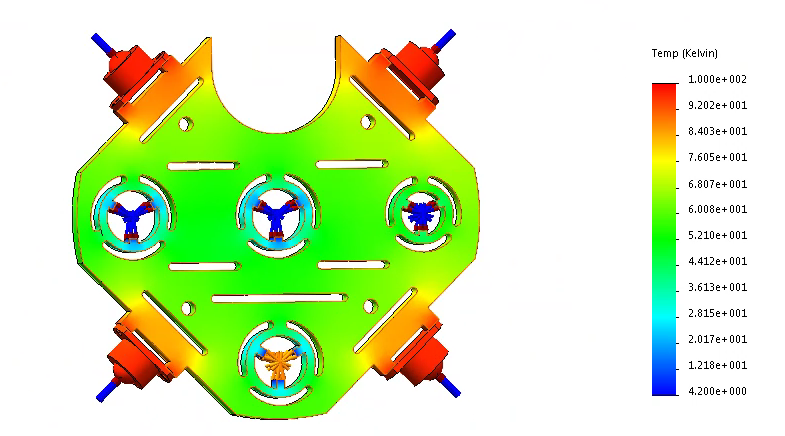 Temp (Kelvin)
1.000e+002
9.202e+001
8.403e+001
7.605e+001
6.807e+001
6.008e+001
5.210e+001
4.412e+001
3.613e+001
2.815e+001
2.017e+001
1.218e+001
4.200e+000